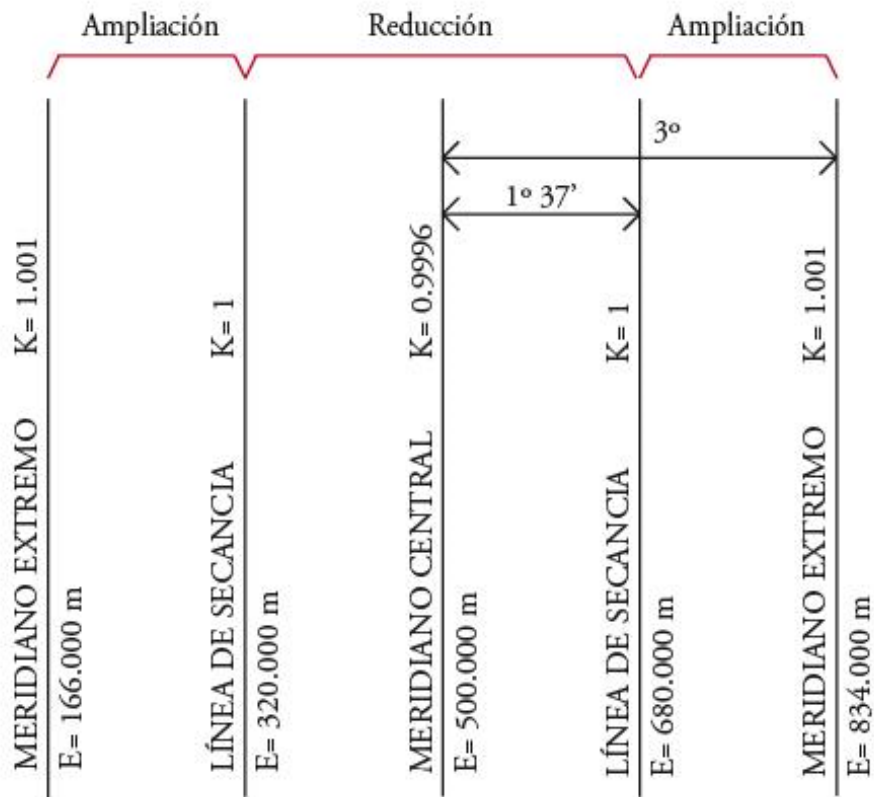 Ampliación
Reducción
Ampliación
3º
1º 37’
MERIDIANO EXTREMO K= 1.001
E= 166.000 m
LÍNEA DE SECANCIA K= 1
E= 320.000 m
MERIDIANO CENTRAL K= 0.9996
E= 500.000 m
LÍNEA DE SECANCIA K= 1
E= 680.000 m
MERIDIANO EXTREMO K= 1.001
E= 834.000 m